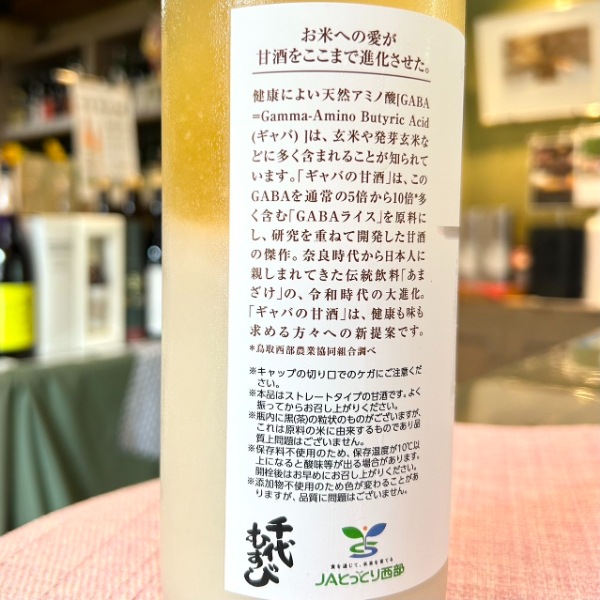 お米への愛が
甘酒をここまで進化させた。
健康によい天然アミノ酸[GABA
=Gamma-Amino Butyric Acid
(ギャバ) ]は、玄米や発芽玄米な
どに多く含まれることが知られて
います。「ギャバの甘酒」は、この
GABAを通常の5倍から10倍*多
く含む「GABAライス」を原料に
し、研究を重ねて開発した甘酒
の傑作。奈良時代から日本人に
親しまれてきた伝統飲料「あま
ざけ」の、令和時代の大進化。
「ギャバの甘酒」は、健康も味も
求める方々への新提案です。
*鳥取西部農業協同組合調べ
※キャップの切り口でのケガにご注意くだ
さい。
※本品はストレートタイプの甘酒です。よく
振ってからお召し上がりください。
※瓶内に黒(茶)の粒状のものがございますが、
これは原料の米に由来するものであり品
質上問題はございません。
※保存料不使用のため、保存温度が10℃以
上になると酸味等が出る場合があります。
開栓後はお早めにお召し上がりください。
※添加物不使用のため色が変わることがあ
りますが、品質に問題はございません。
千代むすび
食を通じて、未来を育てる
JAとっとり西部